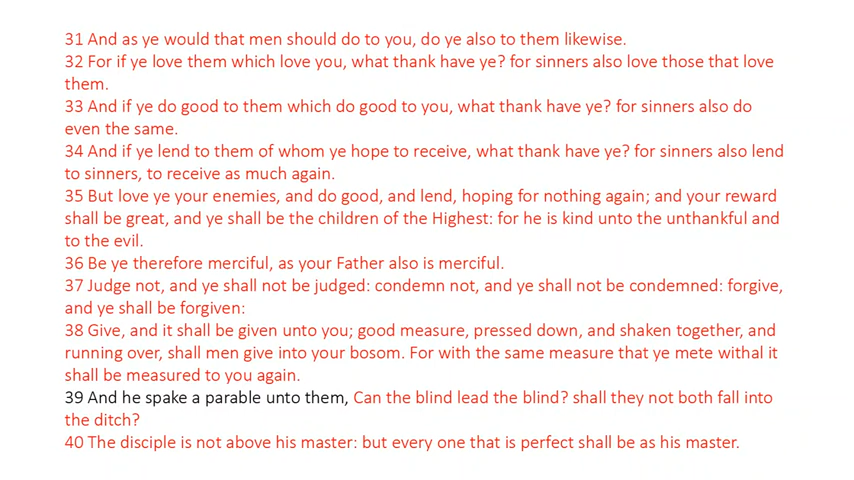 31 And as ye would that men should do to you, do ye also to them likewise.
32 For if ye love them which love you, what thank have ye? for sinners also love those that love
them.
33 And if ye do good to them which do good to you, what thank have ye? for sinners also do
even the same.
34 And if ye lend to them of whom ye hope to receive, what thank have ye? for sinners also lend
to sinners, to receive as much again.
35 But love ye your enemies, and do good, and lend, hoping for nothing again; and your reward
shall be great, and ye shall be the children of the Highest: for he is kind unto the unthankful and
to the evil.
36 Be ye therefore merciful, as your Father also is merciful.
37 Judge not, and ye shall not be judged: condemn not, and ye shall not be condemned: forgive,
and ye shall be forgiven:
38 Give, and it shall be given unto you; good measure, pressed down, and shaken together, and
running over, shall men give into your bosom. For with the same measure that ye mete withal it
shall be measured to you again.
39 And he spake a parable unto them, Can the blind lead the blind? shall they not both fall into
the ditch?
40 The disciple is not above his master: but every one that is perfect shall be as his master.